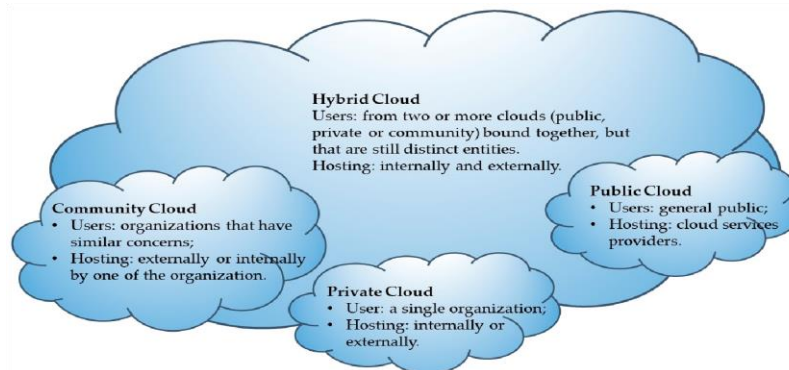 Hybrid Cloud
Users: from two or more clouds (public,
private or community) bound together, but
that are still distinct entities.
Hosting: internally and externally.
Community Cloud
• Users: organizations that have
similar concerns;
• Hosting: externally or internally
by one of the organization.
Public Cloud
• Users: general public;
• Hosting: cloud services
providers.
Private Cloud
• User: a single organization;
• Hosting: internally or
externally.